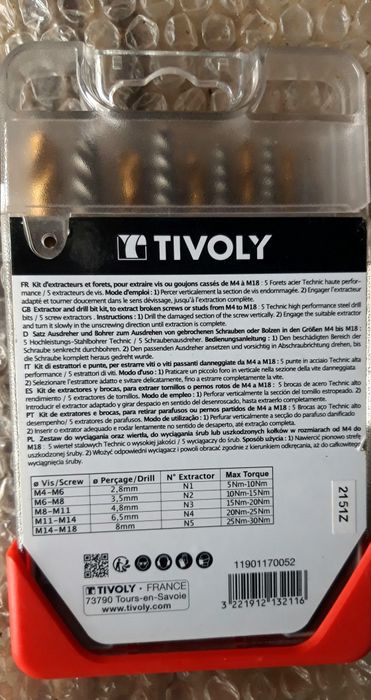 TIVOLY
FR Kit d'extracteurs et forets, pour extraire vis ou goujons cassés de M4 à M18 : 5 Forets acier Technic haute perfor-
mance / 5 extracteurs de vis. Mode d'emploi : 1) Percer verticalement la section de vis endommagée. 2) Engager l'extracteur
adapté et tourner doucement dans le sens dévissage, jusqu'à l'extraction complète.
GB Extractor and drill bit kit, to extract broken screws or studs from M4 to M18 : 5 Technic high performance steel drill
bits / 5 screw extractors. Instructions : 1) Drill the damaged section of the screw vertically. 2) Engage the suitable extractor
and turn it slowly in the unscrewing direction until extraction is complete.
D Satz Ausdreher und Bohrer zum Ausdrehen von gebrochenen Schrauben oder Bolzen in den Größen M4 bis M18 :
5 Hochleistungs-Stahlbohrer Technic / 5 Schraubenausdreher. Bedienungsanleitung : 1) Den beschädigten Bereich der
Schraube senkrecht durchbohren. 2) Den passenden Ausdreher ansetzen und vorsichtig in Abschraubrichtung drehen, bis
die Schraube komplett heraus gedreht wurde.
IT Kit di estrattori e punte, per estrarre viti o viti passanti danneggiate da M4 a M18 : 5 punte in acciaio Technic alta
performance / 5 estrattori di viti. Modo d'uso : 1) Praticare un piccolo foro in verticale nella sezione della vite danneggiata
2) Selezionare l'estrattore adatto e svitare delicatamente, fino a estrarre completamente la vite.
ES Kit de extractores y brocas, para extraer tornillos o pernos rotos de M4 a M18 : 5 brocas de acero Technic alto
rendimiento / 5 extractores de tornillos. Modo de empleo : 1) Perforar verticalmente la sección del tornillo estropeado. 2)
Introducir el extractor adaptado y girar despacio en sentido del desenroscado, hasta extraerlo completamente.
PT Kit de extratores e brocas, para extrair parafusos ou pernos partidos de M4 a M18 : 5 Brocas aço Technic alto
desempenho / 5 extratores de parafusos. Modo de utilização : 1) Perfurar verticalmente a secção do parafuso danificado
2) Inserir o extrator adequado e rodar lentamente no sentido de desaperto, até extração completa.
PL Zestaw do wyciągania oraz wiertła, do wyciągania śrub lub uszkodzonych kołków w rozmiarach od M4 do
M18 : 5 wierteł stalowych Technic o wysokiej jakości / 5 wyciągaczy do śrub. Sposób użycia : 1) Nawiercić pionowo strefę
uszkodzonej śruby. 2) Włożyć odpowiedni wyciągacz i obracać zgodnie z kierunkiem odkręcania, aż do całkowitego
wyciągnięcia śruby.
ø Vis/Screw ø Perçage/Drill N° Extractor Max Torque
M4-M6 2,8mm N1 5Nm-10Nm
M6-M8 3,5mm N2 10Nm-15Nm
M8-M11 4,8mm N3 15Nm-20Nm
M11-M14 6,5mm N4 20Nm-25Nm
M14-M18 8mm N5 25Nm-30Nm
2151Z
TIVOLY · FRANCE
73790 Tours-en-Savoie
www.tivoly.com
11901170052
3 221912 132116